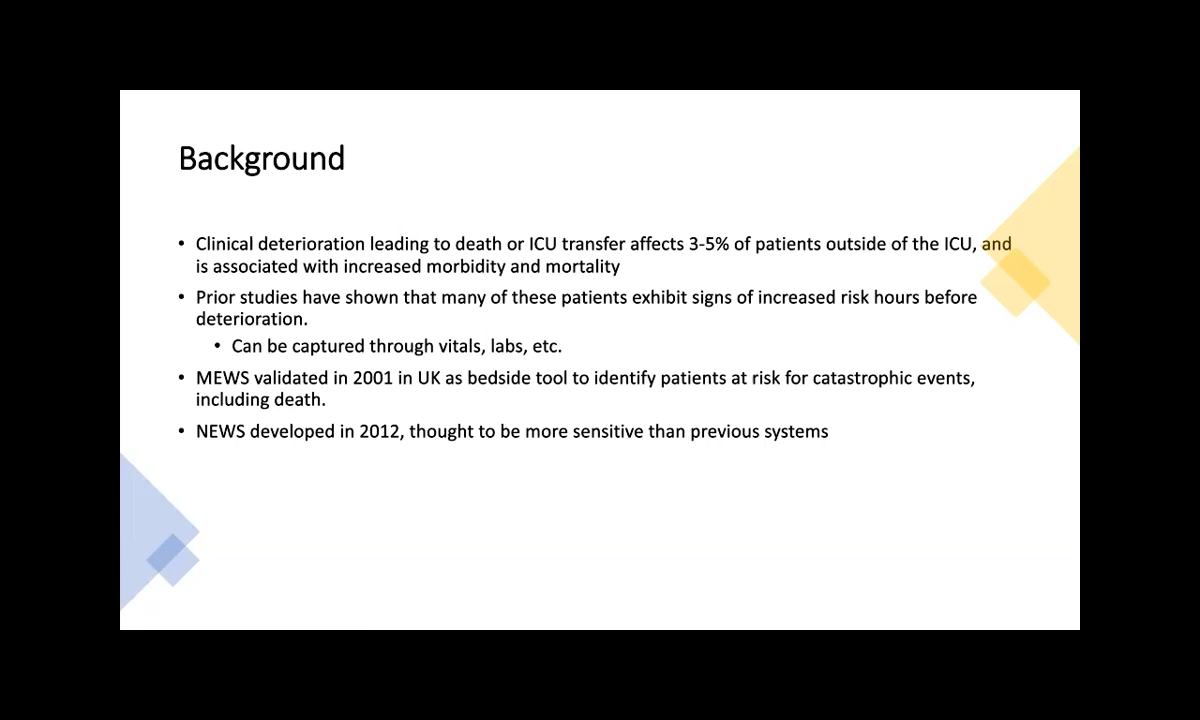 Background
• Clinical deterioration leading to death or ICU transfer affects 3-5% of patients outside of the ICU, and
is associated with increased morbidity and mortality
• Prior studies have shown that many of these patients exhibit signs of increased risk hours before
deterioration.
• Can be captured through vitals, labs, etc.
• MEWS validated in 2001 in UK as bedside tool to identify patients at risk for catastrophic events,
including death.
• NEWS developed in 2012, thought to be more sensitive than previous systems